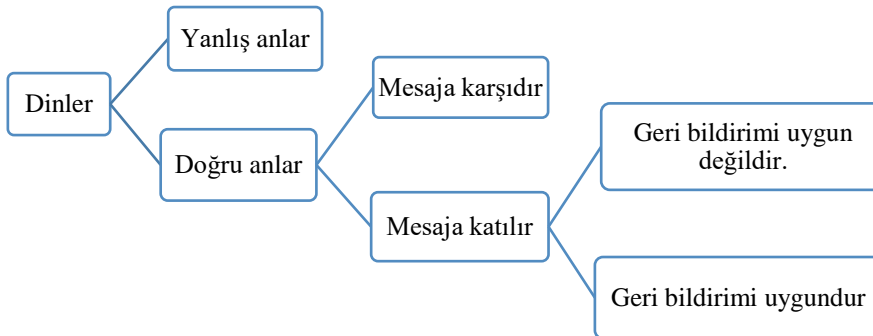 Dinler
Yanlış anlar
Doğru anlar
Mesaja karşıdır
Mesaja katılır
Geri bildirimi uygun
değildir.
Geri bildirimi uygundur